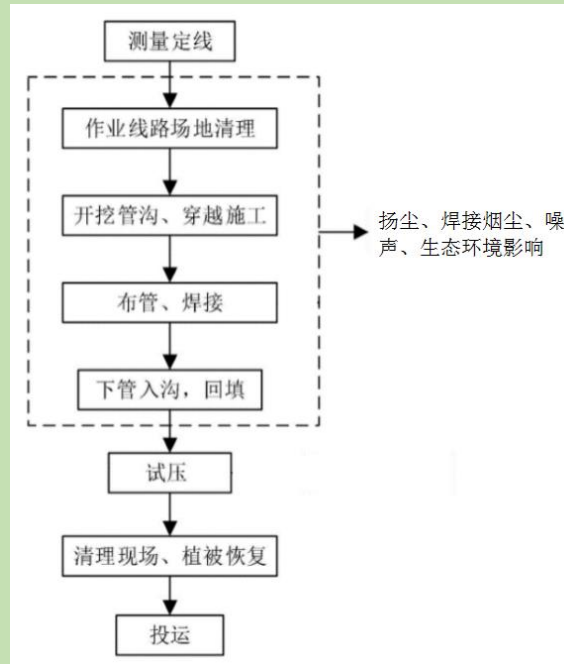 测量定线
作业线路场地清理
开挖管沟、穿越施工
扬尘、焊接烟尘、噪
声、生态环境影响
布管、焊接
下管入沟，回填
试压
清理现场、植被恢复
投运